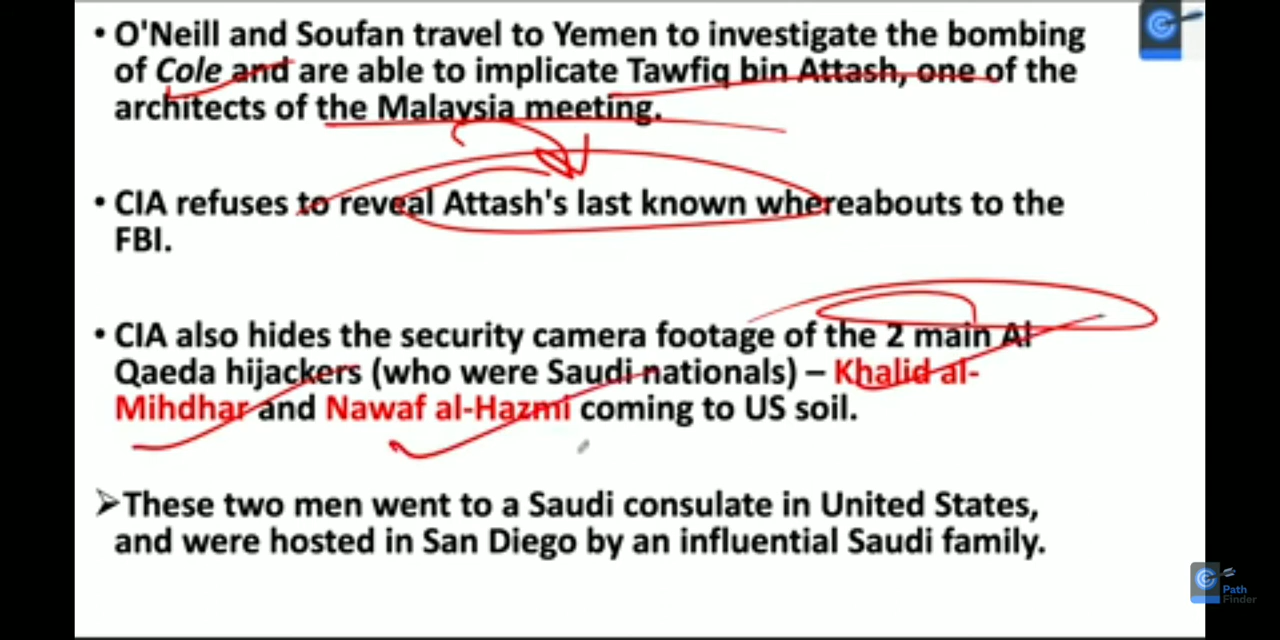 • O'Neill and Soufan travel to Yemen to investigate the bombing
of Cole and are able to implicate Tawfiq bin Attash, one of the
architects of the Malaysia meeting.
• CIA refuses to reveal Attash's last known whereabouts to the
FBI.
• CIA also hides the security camera footage of the 2 main Al
Qaeda hijackers (who were Saudi nationals) – Khalid al-
Mihdhar and Nawaf al-Hazmi coming to US soil.
➢These two men went to a Saudi consulate in United States,
and were hosted in San Diego by an influential Saudi family.
Path
Finder